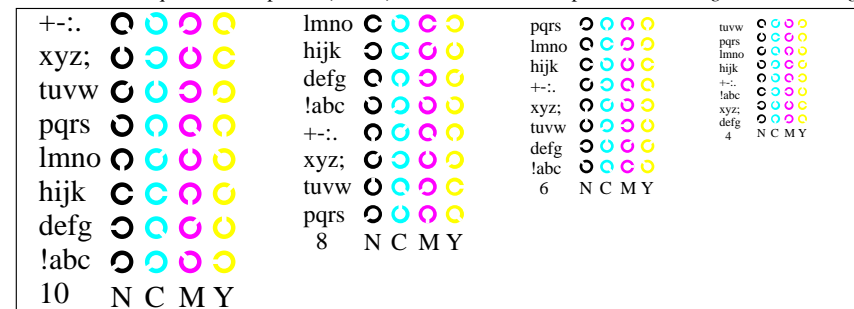 +-:.
xyz;
tuvw
pqrs
lmno
hijk
defg
!abc
10 N C M Y
lmno
hijk
defg
!abc
+-:.
xyz;
tuvw
pqrs
8 N C M Y
pqrs
lmno
hijk
+-:.
xyz;
tuvw
defg
!abc
6 N C M Y
tuvw
pqrs
lmno
hijk
+-:.
!abc
xyz;
defg
4 N C M Y